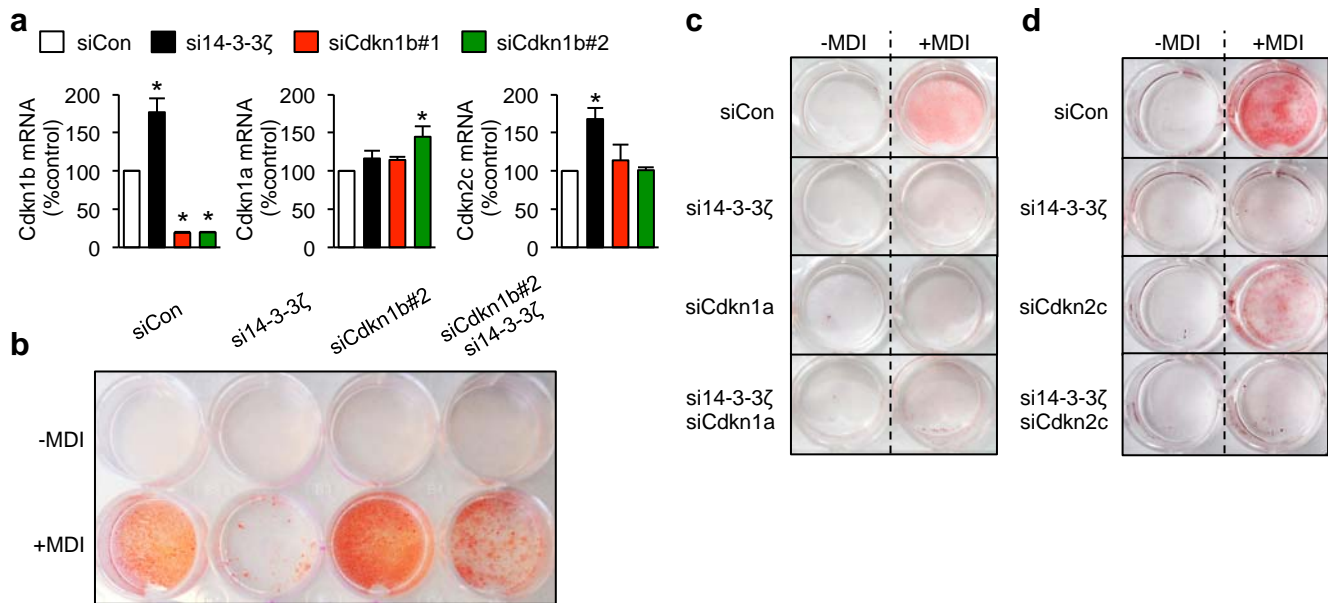 a
siCon si14-3-3ζ siCdkn1b#1 siCdkn1b#2
Cdkn1b mRNA
(%control)
200
150
100
50
0
*
*
*
Cdkn1a mRNA
(%control)
200
150
100
50
0
*
Cdkn2c mRNA
(%control)
200
150
100
50
0
*
b
siCon
si14-3-3ζ
siCdkn1b#2
siCdkn1b#2
si14-3-3ζ
-MDI
+MDI
c
-MDI +MDI
siCon
si14-3-3ζ
siCdkn1a
si14-3-3ζ
siCdkn1a
d
-MDI +MDI
siCon
si14-3-3ζ
siCdkn2c
si14-3-3ζ
siCdkn2c